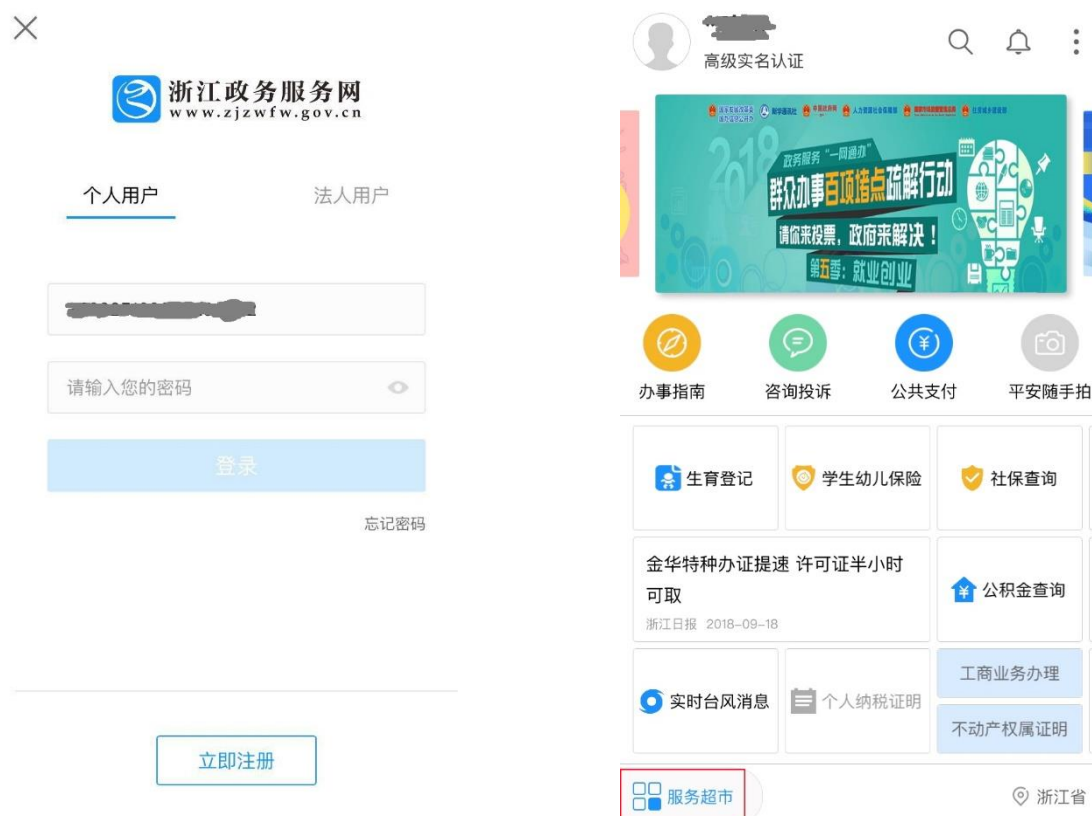 浙江政务服务网
www.zjzwfw.gov.cn
个人用户
法人用户
请输入您的密码
登录
忘记密码
立即注册
高级实名认证
2018
政务服务“一网通办”
群众办事百项堵点疏解行动
请你来投票，政府来解决！
第五季：就业创业
办事指南
咨询投诉
公共支付
平安随手拍
生育登记
学生幼儿保险
社保查询
金华特种办证提速 许可证半小时
可取
浙江日报 2018-09-18
公积金查询
实时台风消息
个人纳税证明
工商业务办理
不动产权属证明
服务超市
浙江省